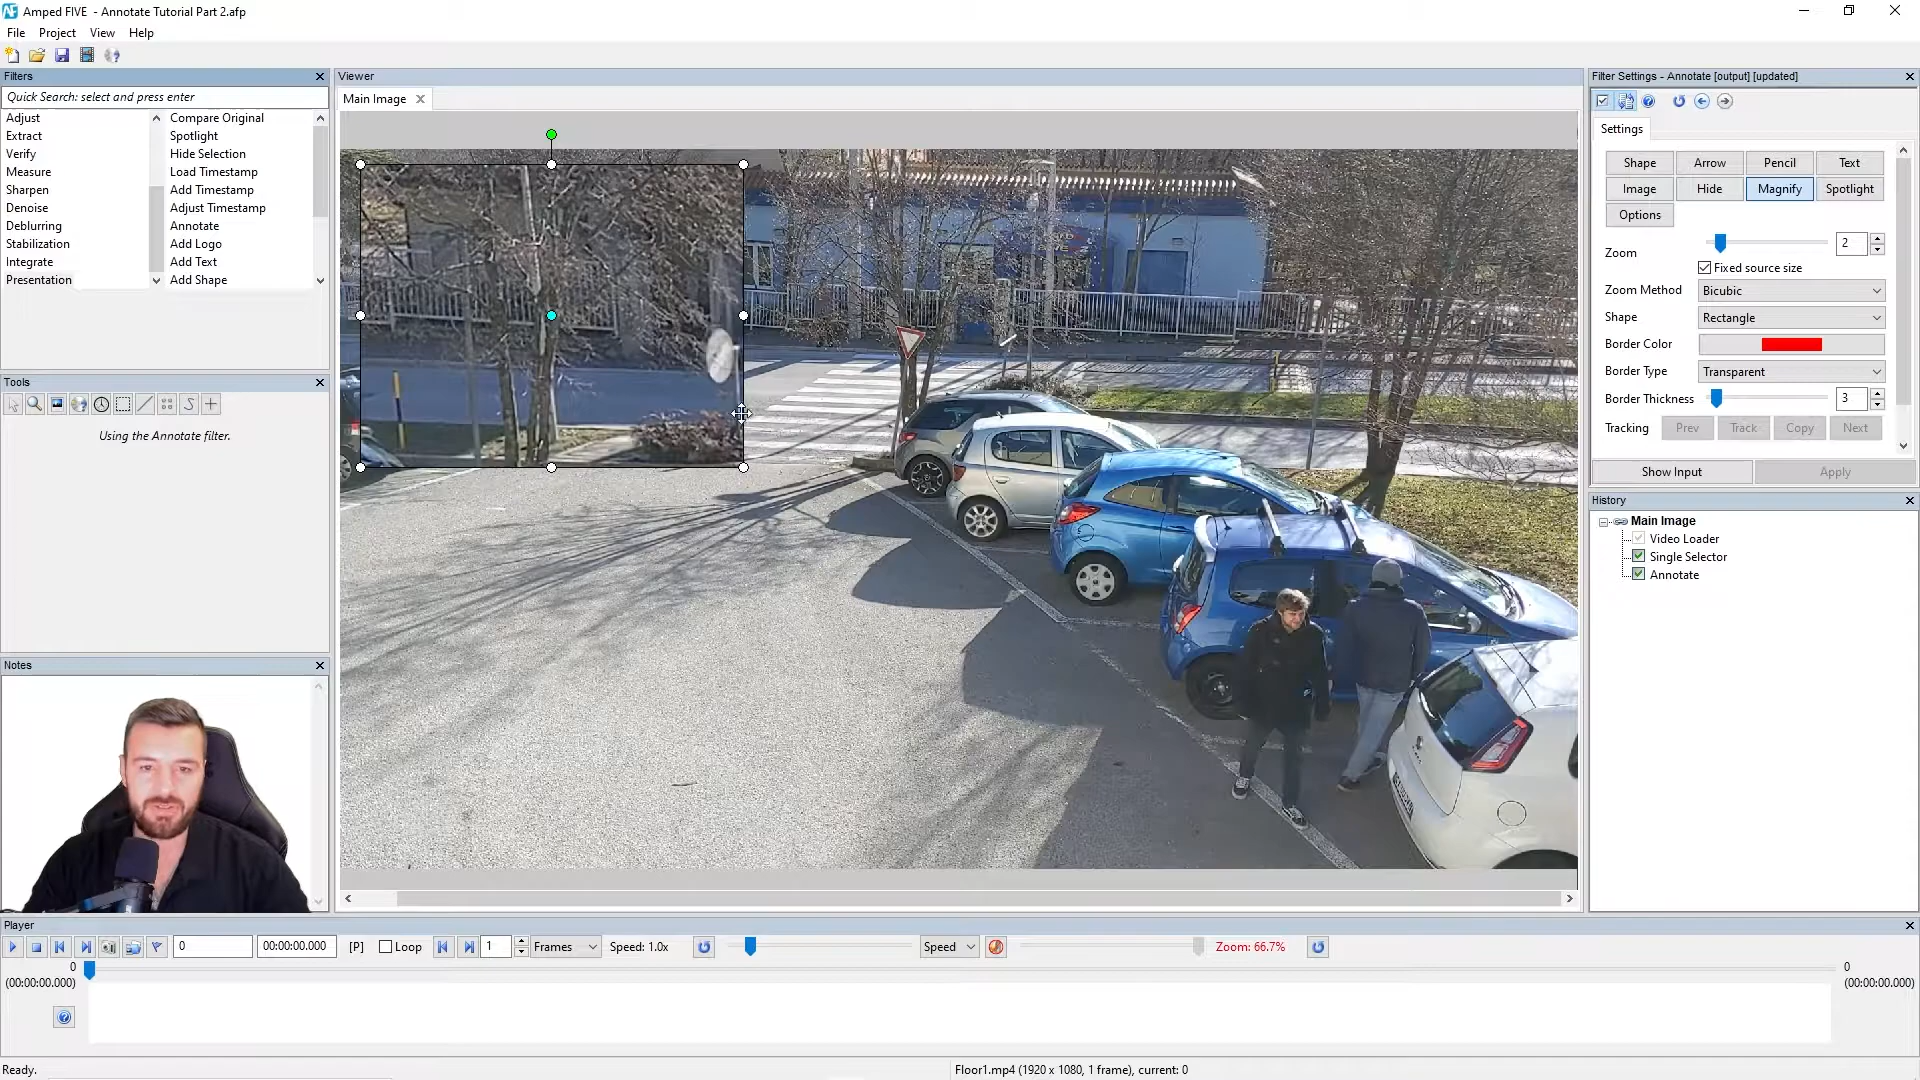 Amped FIVE - Annotate Tutorial Part 2.afp
File Project View Help
Filters
Quick Search: select and press enter
Adjust
Extract
Verify
Measure
Sharpen
Denoise
Deblurring
Stabilization
Integrate
Presentation
Compare Original
Spotlight
Hide Selection
Load Timestamp
Add Timestamp
Adjust Timestamp
Annotate
Add Logo
Add Text
Add Shape
Tools
Using the Annotate filter.
Notes
Viewer
Main Image
Filter Settings - Annotate [output] [updated]
Settings
Shape Arrow Pencil Text
Image Hide Magnify Spotlight
Options
Zoom 2
Fixed source size
Zoom Method Bicubic
Shape Rectangle
Border Color
Border Type Transparent
Border Thickness 3
Tracking Prev Track Copy Next
Show Input Apply
History
Main Image
Video Loader
Single Selector
Annotate
Player
0 00:00:00.000 [P] Loop 1 Frames Speed: 1.0x Speed Zoom: 66.7%
0
(00:00:00.000)
0
(00:00:00.000)
Ready.
Floor1.mp4 (1920 x 1080, 1 frame), current: 0